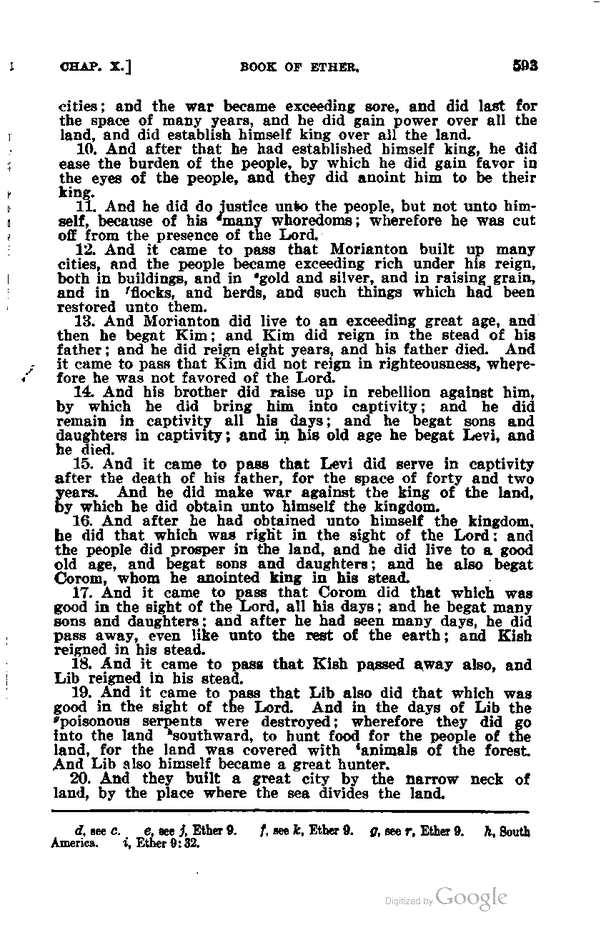 CHAP. X.] BOOK OF ETHER. 593
cities; and the war became exceeding sore, and did last for
the space of many years, and he did gain power over all the
land, and did establish himself king over all the land.
10. And after that he had established himself king, he did
ease the burden of the people, by which he did gain favor in
the eyes of the people, and they did anoint him to be their
king.
11. And he did do justice unto the people, but not unto him-
self, because of his dmany whoredoms; wherefore he was cut
off from the presence of the Lord.
12. And it came to pass that Morianton built up many
cities, and the people became exceeding rich under his reign,
both in buildings, and in egold and silver, and in raising grain,
and in fflocks, and herds, and such things which had been
restored unto them.
13. And Morianton did live to an exceeding great age, and
then he begat Kim; and Kim did reign in the stead of his
father; and he did reign eight years, and his father died. And
it came to pass that Kim did not reign in righteousness, where-
fore he was not favored of the Lord.
14. And his brother did raise up in rebellion against him,
by which he did bring him into captivity; and he did
remain in captivity all his days; and he begat sons and
daughters in captivity; and in his old age he begat Levi, and
he died.
15. And it came to pass that Levi did serve in captivity
after the death of his father, for the space of forty and two
years. And he did make war against the king of the land,
by which he did obtain unto himself the kingdom.
16. And after he had obtained unto himself the kingdom,
he did that which was right in the sight of the Lord: and
the people did prosper in the land, and he did live to a good
old age, and begat sons and daughters; and he also begat
Corom, whom he anointed king in his stead.
17. And it came to pass that Corom did that which was
good in the sight of the Lord, all his days; and he begat many
sons and daughters; and after he had seen many days, he did
pass away, even like unto the rest of the earth; and Kish
reigned in his stead.
18. And it came to pass that Kish passed away also, and
Lib reigned in his stead.
19. And it came to pass that Lib also did that which was
good in the sight of the Lord. And in the days of Lib the
gpoisonous serpents were destroyed; wherefore they did go
into the land hsouthward, to hunt food for the people of the
land, for the land was covered with ianimals of the forest.
And Lib also himself became a great hunter.
20. And they built a great city by the narrow neck of
land, by the place where the sea divides the land.
d, see c. e, see j, Ether 9. f, see k, Ether 9. g, see r, Ether 9. h, South
America. i, Ether 9:32.
Digitized by Google